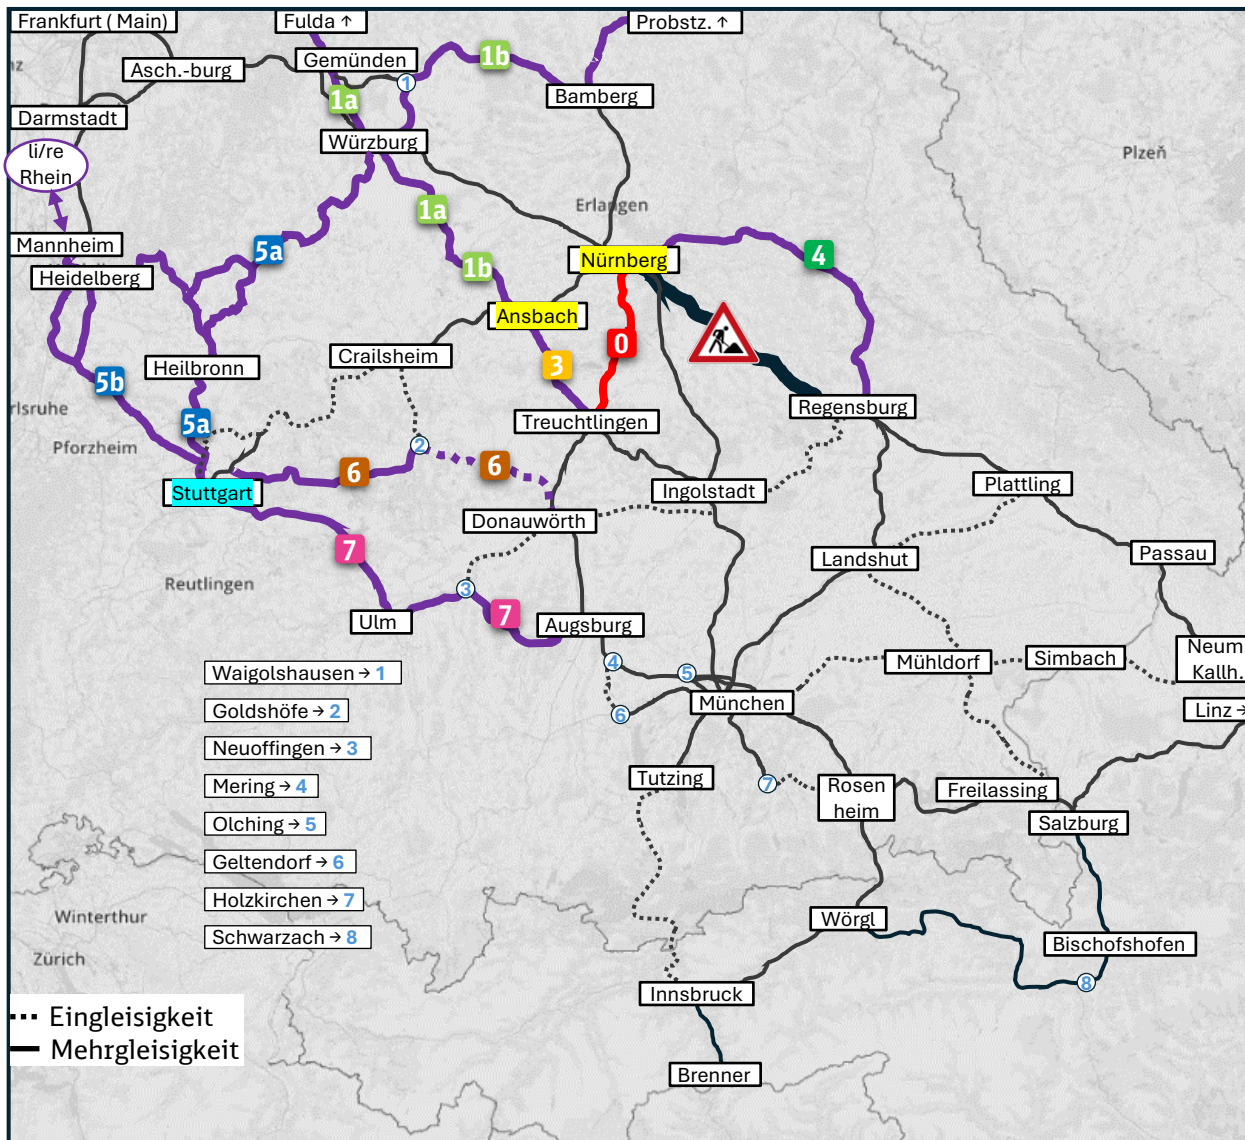 Frankfurt ( Main)
Fulda ↑
Probstz. ↑
Gemünden
Asch.-burg
1b
1
1a
Bamberg
Darmstadt
Würzburg
li/re
Rhein
Plzeň
Erlangen
1a
Mannheim
5a
Nürnberg
4
Heidelberg
1b
Ansbach
0
Crailsheim
3
Heilbronn
5b
Regensburg
rlsruhe
5a
Treuchtlingen
Pforzheim
2
6
6
Stuttgart
Ingolstadt
Plattling
Donauwörth
7
Landshut
Passau
Reutlingen
3
7
Ulm
Augsburg
Neum.
Kallh.
4
Mühldorf
Simbach
5
Waigolshausen → 1
München
Goldshöfe → 2
6
Linz →
Neuoffingen → 3
Tutzing
7
Mering → 4
Rosen
heim
Freilassing
Olching → 5
Salzburg
Geltendorf → 6
Holzkirchen → 7
Winterthur
Wörgl
Schwarzach → 8
Bischofshofen
Zürich
8
Innsbruck
Eingleisigkeit
Mehrgleisigkeit
Brenner